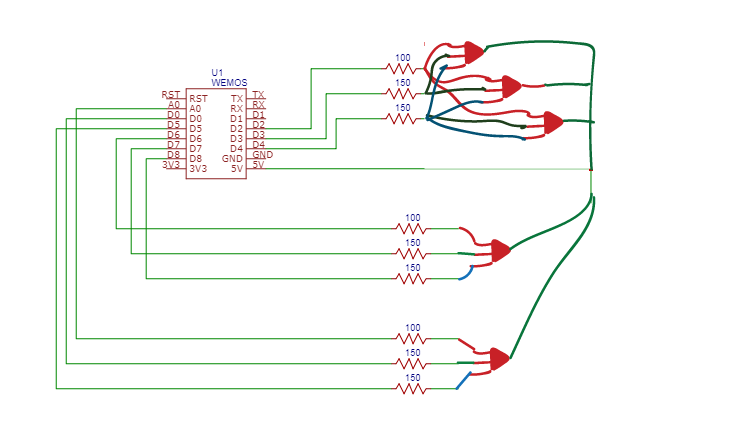 U1
WEMOS
100
150
150
RST RST TX TX
A0 A0 RX RX
D0 D0 D1 D1
D5 D5 D2 D2
D6 D6 D3 D3
D7 D7 D4 D4
D8 D8 GND GND
3V3 3V3 5V 5V
100
150
150
100
150
150